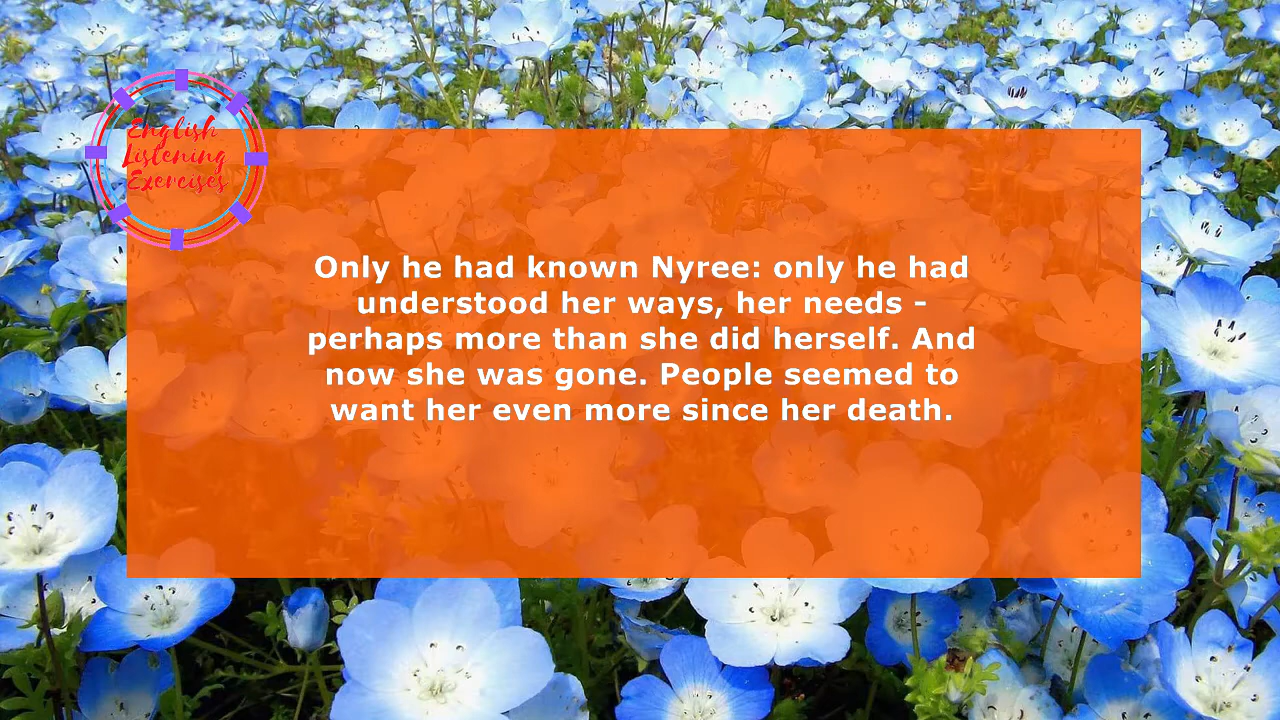 English
Listening
Exercises
Only he had known Nyree: only he had
understood her ways, her needs -
perhaps more than she did herself. And
now she was gone. People seemed to
want her even more since her death.